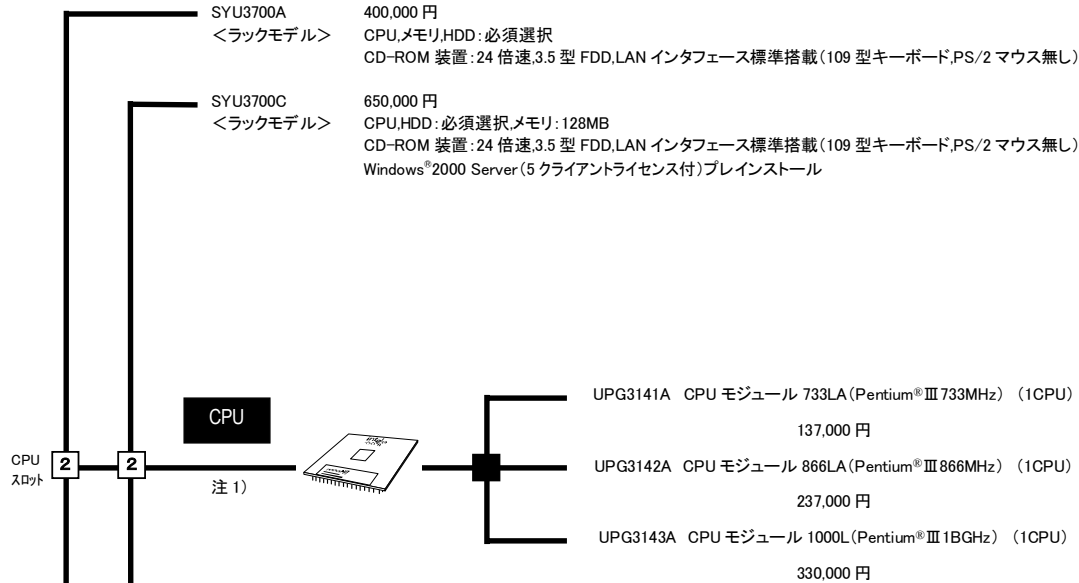 SYU3700A 400,000 円
＜ラックモデル＞ CPU,メモリ,HDD：必須選択
CD-ROM 装置：24 倍速,3.5 型 FDD,LAN インタフェース標準搭載（109 型キーボード,PS/2 マウス無し）
SYU3700C 650,000 円
＜ラックモデル＞ CPU,HDD：必須選択,メモリ：128MB
CD-ROM 装置：24 倍速,3.5 型 FDD,LAN インタフェース標準搭載（109 型キーボード,PS/2 マウス無し）
Windows®2000 Server（5 クライアントライセンス付）プレインストール
UPG3141A CPU モジュール 733LA（Pentium®Ⅲ733MHz） （1CPU）
137,000 円
CPU
CPU スロット 2 2
注 1）
UPG3142A CPU モジュール 866LA（Pentium®Ⅲ866MHz） （1CPU）
237,000 円
UPG3143A CPU モジュール 1000L（Pentium®Ⅲ1BGHz） （1CPU）
330,000 円